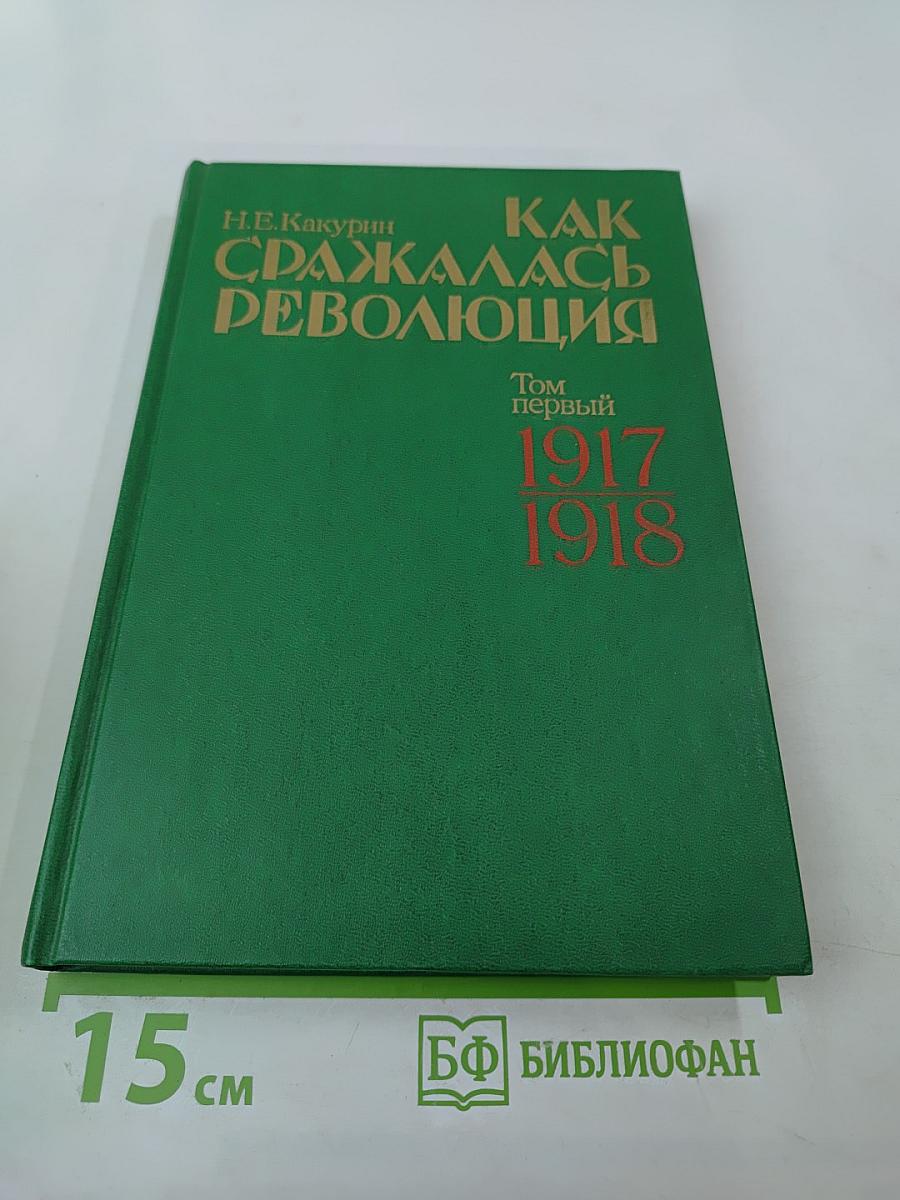 Н.Е.Какурин
КАК
СРАЖАЛАСЬ
РЕВОЛЮЦИЯ
Том
первый
1917
1918
15 см
БФ БИБЛИОФАН